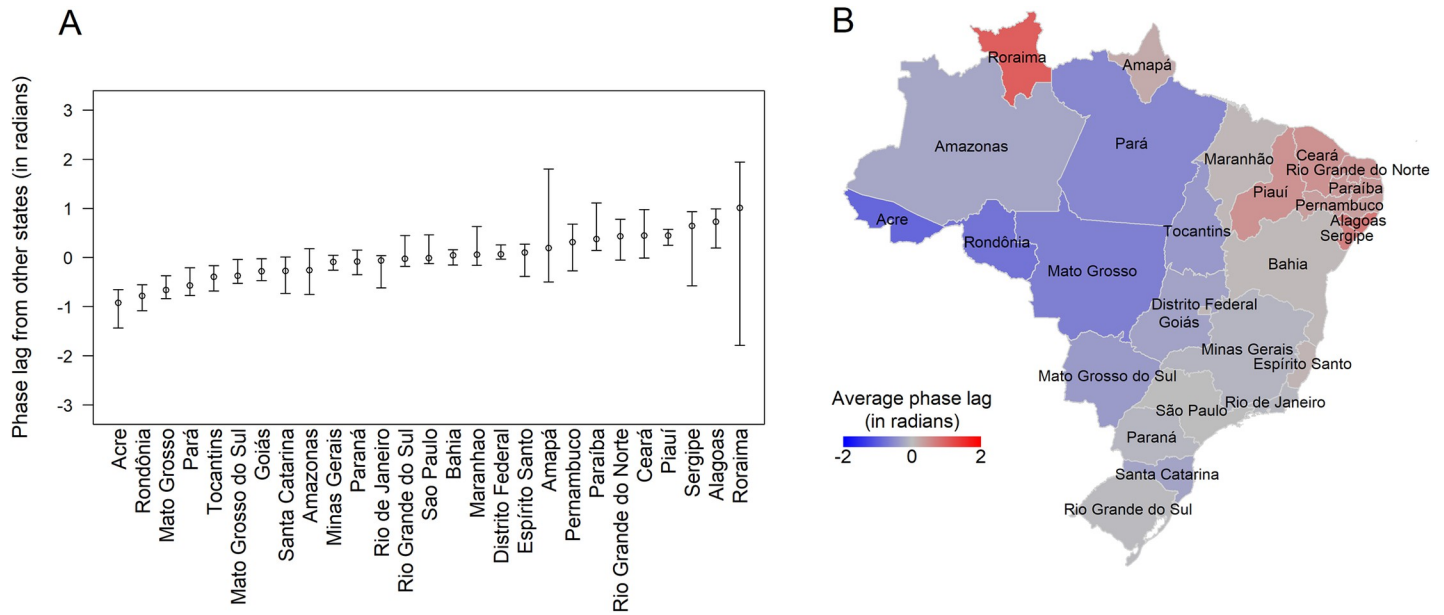 A
Phase lag from other states (in radians)
3
2
1
0
-1
-2
-3
Acre
Rondônia
Mato Grosso
Pará
Tocantins
Mato Grosso do Sul
Goiás
Santa Catarina
Amazonas
Minas Gerais
Paraná
Rio de Janeiro
Rio Grande do Sul
Sao Paulo
Bahia
Maranhao
Distrito Federal
Espírito Santo
Amapá
Pernambuco
Paraíba
Rio Grande do Norte
Ceará
Piauí
Sergipe
Alagoas
Roraima
B
Roraima
Amapá
Amazonas
Pará
Maranhão
Ceará
Rio Grande do Norte
Piauí
Paraíba
Pernambuco
Acre
Alagoas
Tocantins
Sergipe
Rondônia
Mato Grosso
Bahia
Distrito Federal
Goiás
Minas Gerais
Espírito Santo
Mato Grosso do Sul
Rio de Janeiro
São Paulo
Paraná
Santa Catarina
Rio Grande do Sul
Average phase lag
(in radians)
-2 0 2